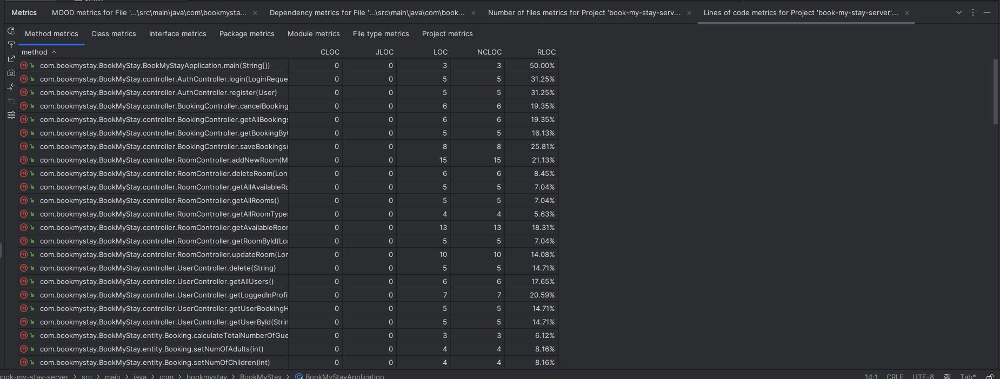 Metrics MOOD metrics for File '...\src\main\java\com\bookmysta... Dependency metrics for File '...\src\main\java\com\book... Number of files metrics for Project 'book-my-stay-serv... Lines of code metrics for Project 'book-my-stay-server'...
Method metrics Class metrics Interface metrics Package metrics Module metrics File type metrics Project metrics
method CLOC JLOC LOC NCLOC RLOC
com.bookmystay.BookMyStay.BookMyStayApplication.main(String[]) 0 0 3 3 50.00%
com.bookmystay.BookMyStay.controller.AuthController.login(LoginReque 0 0 5 5 31.25%
com.bookmystay.BookMyStay.controller.AuthController.register(User) 0 0 5 5 31.25%
com.bookmystay.BookMyStay.controller.BookingController.cancelBooking 0 0 6 6 19.35%
com.bookmystay.BookMyStay.controller.BookingController.getAllBookings 0 0 6 6 19.35%
com.bookmystay.BookMyStay.controller.BookingController.getBookingBy 0 0 5 5 16.13%
com.bookmystay.BookMyStay.controller.BookingController.saveBookings( 0 0 8 8 25.81%
com.bookmystay.BookMyStay.controller.RoomController.addNewRoom(M 0 0 15 15 21.13%
com.bookmystay.BookMyStay.controller.RoomController.deleteRoom(Lon 0 0 6 6 8.45%
com.bookmystay.BookMyStay.controller.RoomController.getAllAvailableRo 0 0 5 5 7.04%
com.bookmystay.BookMyStay.controller.RoomController.getAllRooms() 0 0 5 5 7.04%
com.bookmystay.BookMyStay.controller.RoomController.getAllRoomTypes 0 0 4 4 5.63%
com.bookmystay.BookMyStay.controller.RoomController.getAvailableRoom 0 0 13 13 18.31%
com.bookmystay.BookMyStay.controller.RoomController.getRoomById(Lo 0 0 5 5 7.04%
com.bookmystay.BookMyStay.controller.RoomController.updateRoom(Lon 0 0 10 10 14.08%
com.bookmystay.BookMyStay.controller.UserController.delete(String) 0 0 5 5 14.71%
com.bookmystay.BookMyStay.controller.UserController.getAllUsers() 0 0 6 6 17.65%
com.bookmystay.BookMyStay.controller.UserController.getLoggedInProfi 0 0 7 7 20.59%
com.bookmystay.BookMyStay.controller.UserController.getUserBookingH 0 0 5 5 14.71%
com.bookmystay.BookMyStay.controller.UserController.getUserById(Strin 0 0 5 5 14.71%
com.bookmystay.BookMyStay.entity.Booking.calculateTotalNumberOfGue 0 0 3 3 6.12%
com.bookmystay.BookMyStay.entity.Booking.setNumOfAdults(int) 0 0 4 4 8.16%
com.bookmystay.BookMyStay.entity.Booking.setNumOfChildren(int) 0 0 4 4 8.16%
ook-my-stay-server > src > main > java > com > bookmystay > BookMyStay > BookMyStayApplication 14:1 CRLF UTF-8 Tab*